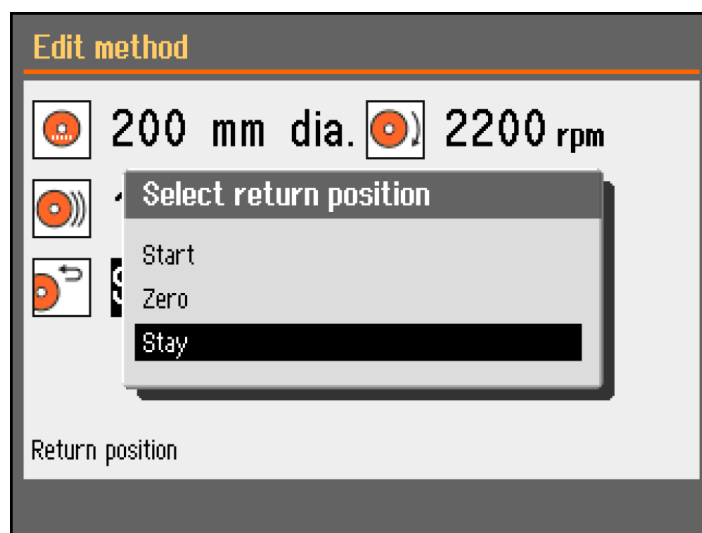 Edit method
200 mm dia. 2200 rpm
Select return position
Start
Zero
Stay
Return position